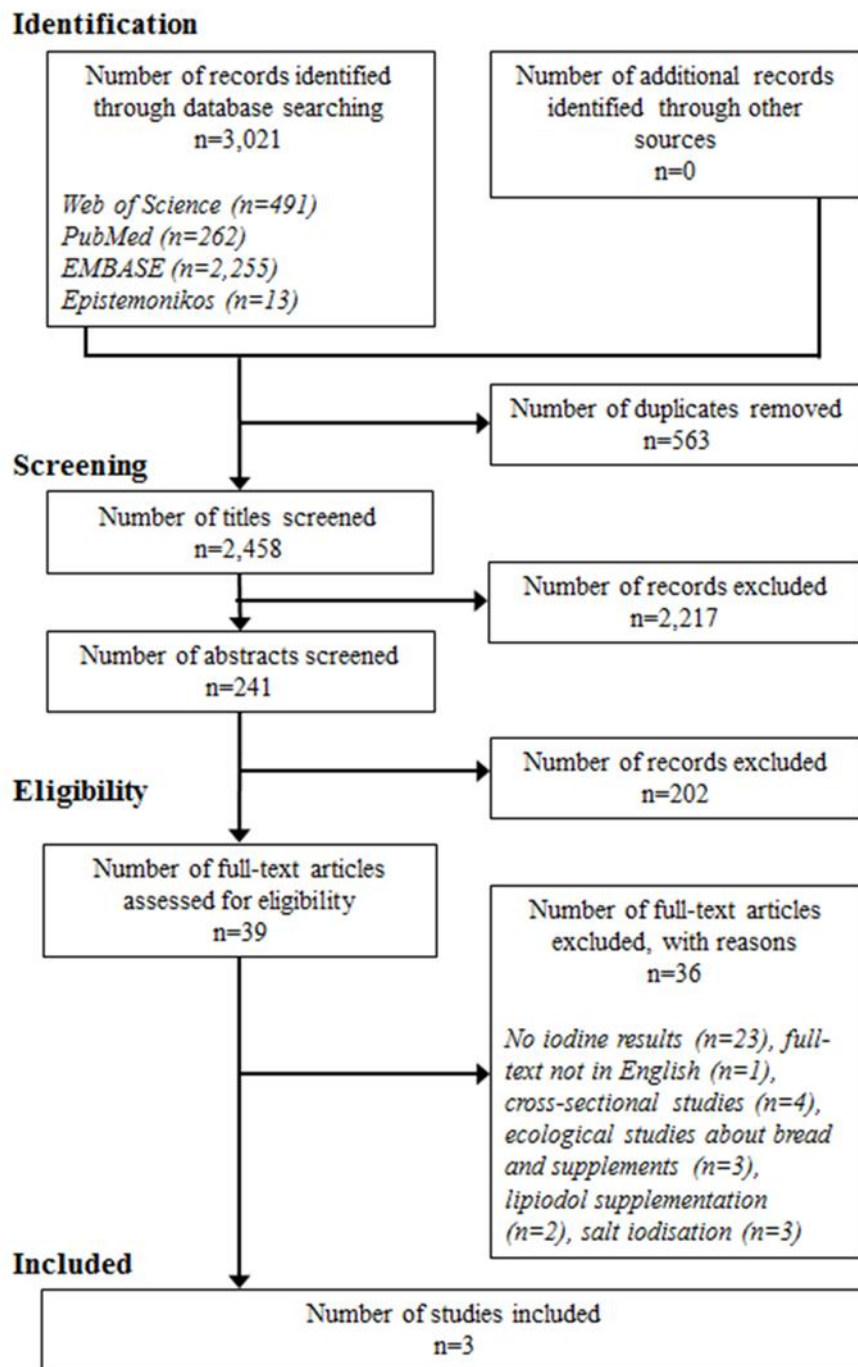 Identification
Number of records identified
through database searching
n=3,021
Web of Science (n=491)
PubMed (n=262)
EMBASE (n=2,255)
Epistemonikos (n=13)
Number of additional records
identified through other
sources
n=0
Number of duplicates removed
n=563
Screening
Number of titles screened
n=2,458
Number of records excluded
n=2,217
Number of abstracts screened
n=241
Number of records excluded
n=202
Eligibility
Number of full-text articles
assessed for eligibility
n=39
Number of full-text articles
excluded, with reasons
n=36
No iodine results (n=23), full-
text not in English (n=1),
cross-sectional studies (n=4),
ecological studies about bread
and supplements (n=3),
lipiodol supplementation
(n=2), salt iodisation (n=3)
Included
Number of studies included
n=3